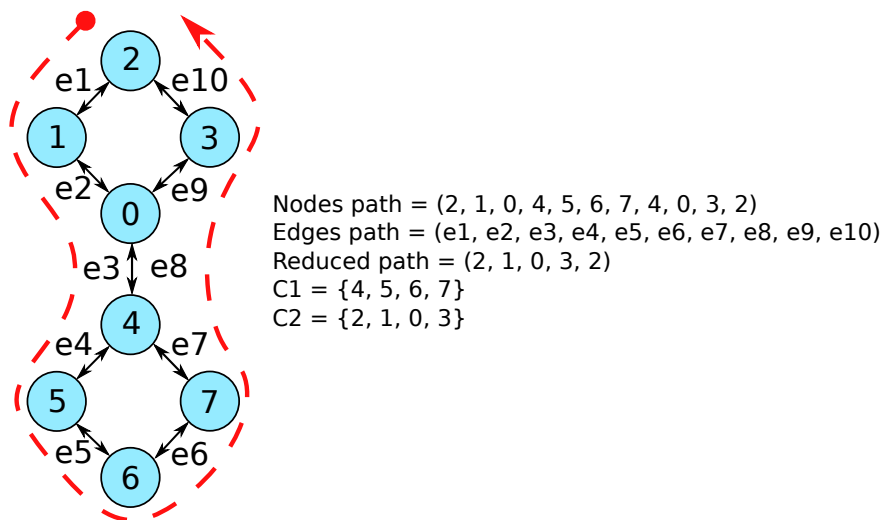 2
e1 e10
1 3
e2 e9
0
e3 e8
4
e4 e7
5 7
e5 e6
6
Nodes path = (2, 1, 0, 4, 5, 6, 7, 4, 0, 3, 2)
Edges path = (e1, e2, e3, e4, e5, e6, e7, e8, e9, e10)
Reduced path = (2, 1, 0, 3, 2)
C1 = {4, 5, 6, 7}
C2 = {2, 1, 0, 3}